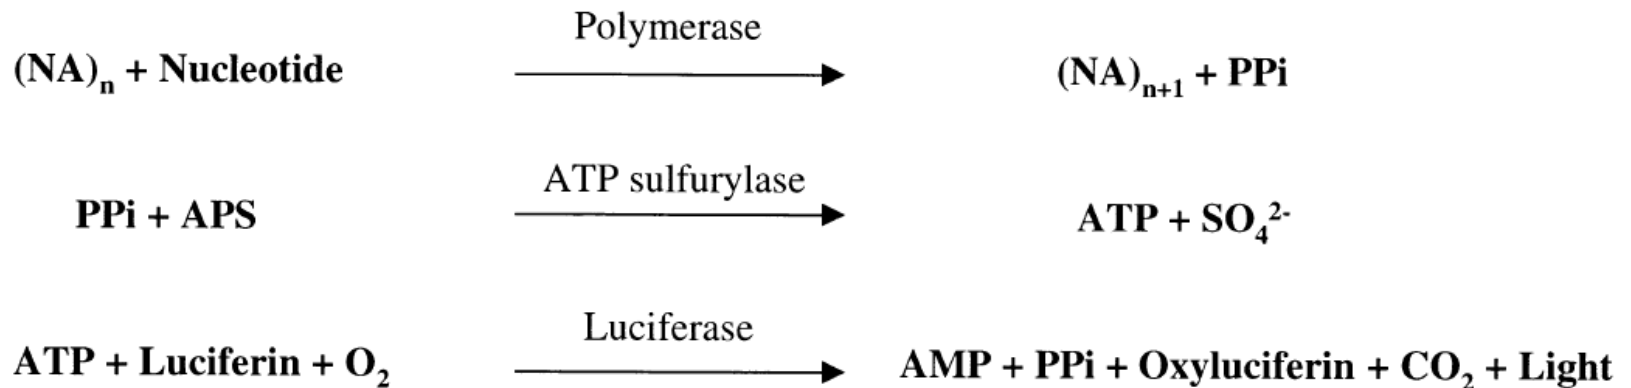 Polymerase
(NA)n + Nucleotide (NA)n+1 + PPi
ATP sulfurylase
PPi + APS ATP + SO42-
Luciferase
ATP + Luciferin + O2 AMP + PPi + Oxyluciferin + CO2 + Light